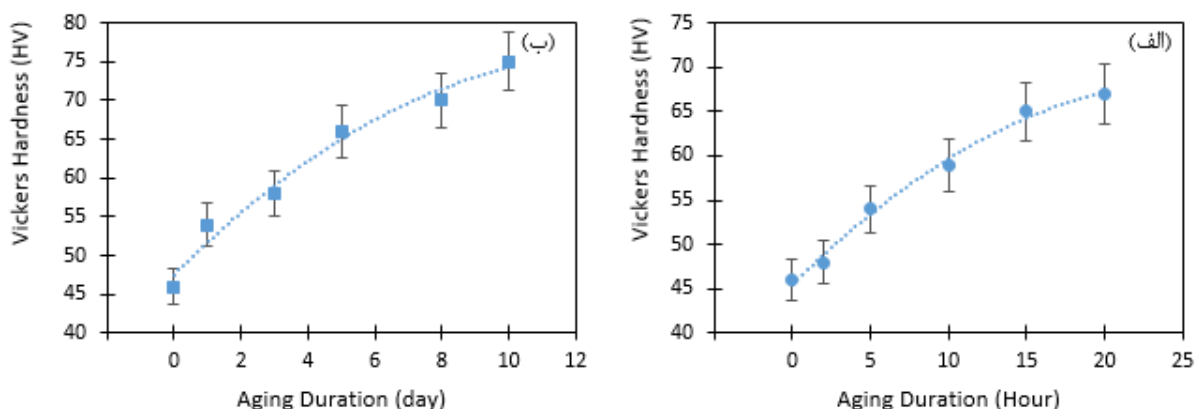 (ب)
Vickers Hardness (HV)
80
75
70
65
60
55
50
45
40
0 2 4 6 8 10 12
Aging Duration (day)
(الف)
Vickers Hardness (HV)
75
70
65
60
55
50
45
40
0 5 10 15 20 25
Aging Duration (Hour)